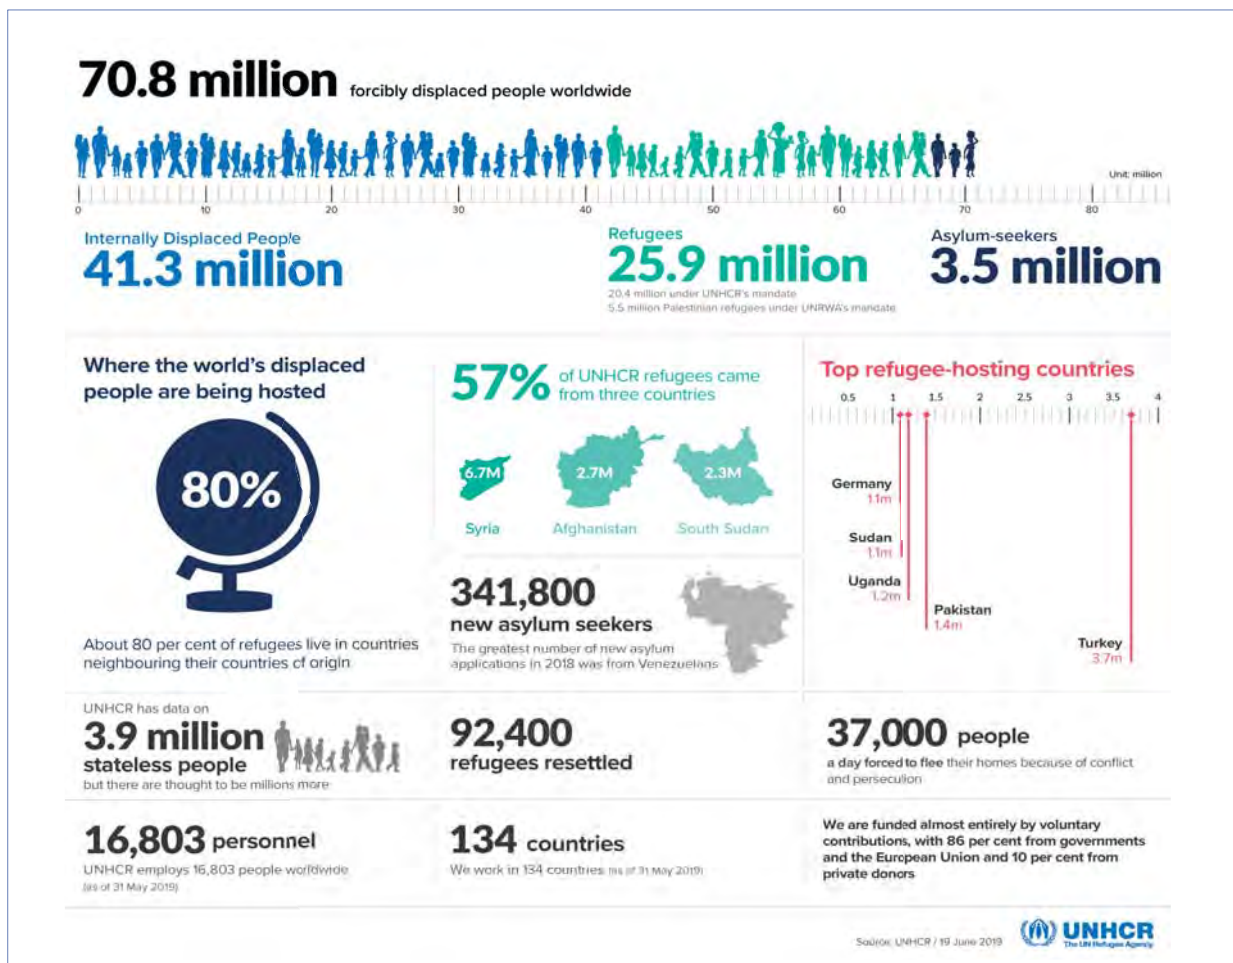 70.8 million forcibly displaced people worldwide
Unit: million
0 10 20 30 40 50 60 70 80
Internally Displaced People
41.3 million
Refugees
25.9 million
20.4 million under UNHCR's mandate
5.5 million Palestinian refugees under UNRWA's mandate
Asylum-seekers
3.5 million
Where the world's displaced
people are being hosted
80%
About 80 per cent of refugees live in countries
neighbouring their countries of origin
57% of UNHCR refugees came
from three countries
6.7M 2.7M 2.3M
Syria Afghanistan South Sudan
341,800
new asylum seekers
The greatest number of new asylum
applications in 2018 was from Venezuelans
Top refugee-hosting countries
0.5 1 1.5 2 2.5 3 3.5 4
Germany
1.1m
Sudan
1.1m
Uganda
1.2m
Pakistan
1.4m
Turkey
3.7m
UNHCR has data on
3.9 million
stateless people
but there are thought to be millions more
92,400
refugees resettled
37,000 people
a day forced to flee their homes because of conflict
and persecution
16,803 personnel
UNHCR employs 16,803 people worldwide
(as of 31 May 2019)
134 countries
We work in 134 countries (as of 31 May 2019)
We are funded almost entirely by voluntary
contributions, with 86 per cent from governments
and the European Union and 10 per cent from
private donors
Source: UNHCR / 19 June 2019
UNHCR
The UN Refugee Agency